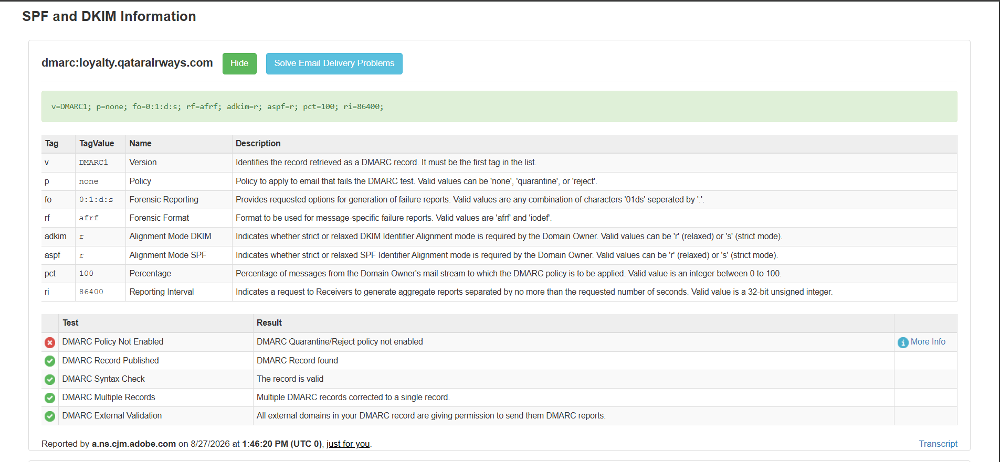 SPF and DKIM Information
dmarc:loyalty.qatarairways.com Hide Solve Email Delivery Problems
v=DMARC1; p=none; fo=0:1:d:s; rf=afrf; adkim=r; aspf=r; pct=100; ri=86400;
Tag TagValue Name Description
v DMARC1 Version Identifies the record retrieved as a DMARC record. It must be the first tag in the list.
p none Policy Policy to apply to email that fails the DMARC test. Valid values can be 'none', 'quarantine', or 'reject'.
fo 0:1:d:s Forensic Reporting Provides requested options for generation of failure reports. Valid values are any combination of characters '01ds' seperated by ':'.
rf afrf Forensic Format Format to be used for message-specific failure reports. Valid values are 'afrf' and 'iodef'.
adkim r Alignment Mode DKIM Indicates whether strict or relaxed DKIM Identifier Alignment mode is required by the Domain Owner. Valid values can be 'r' (relaxed) or 's' (strict mode).
aspf r Alignment Mode SPF Indicates whether strict or relaxed SPF Identifier Alignment mode is required by the Domain Owner. Valid values can be 'r' (relaxed) or 's' (strict mode).
pct 100 Percentage Percentage of messages from the Domain Owner's mail stream to which the DMARC policy is to be applied. Valid value is an integer between 0 to 100.
ri 86400 Reporting Interval Indicates a request to Receivers to generate aggregate reports separated by no more than the requested number of seconds. Valid value is a 32-bit unsigned integer.
Test Result
DMARC Policy Not Enabled DMARC Quarantine/Reject policy not enabled More Info
DMARC Record Published DMARC Record found
DMARC Syntax Check The record is valid
DMARC Multiple Records Multiple DMARC records corrected to a single record.
DMARC External Validation All external domains in your DMARC record are giving permission to send them DMARC reports.
Reported by a.ns.cjm.adobe.com on 8/27/2026 at 1:46:20 PM (UTC 0), just for you. Transcript